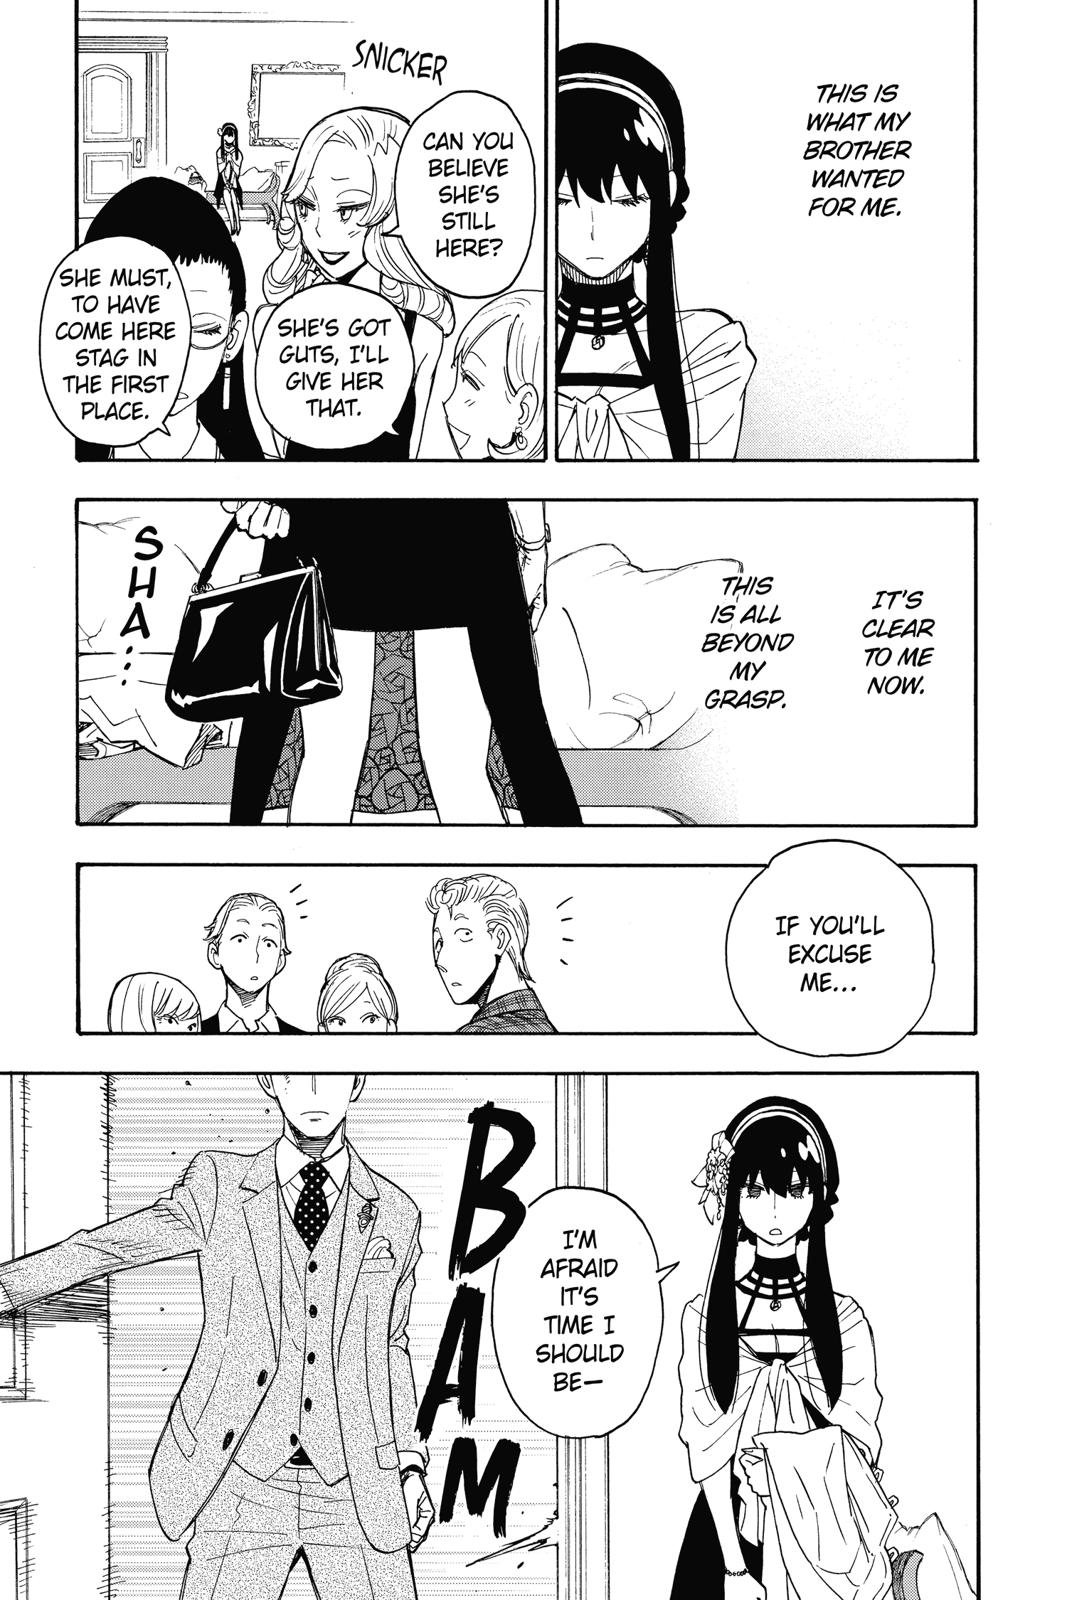 THIS IS
WHAT MY
BROTHER
WANTED
FOR ME.
SNICKER
CAN YOU
BELIEVE
SHE'S
STILL
HERE?
SHE'S GOT
GUTS, I'LL
GIVE HER
THAT.
SHE MUST,
TO HAVE
COME HERE
STAG IN
THE FIRST
PLACE.
IT'S
CLEAR
TO ME
NOW.
THIS
IS ALL
BEYOND
MY
GRASP.
SHA...
IF YOU'LL
EXCUSE
ME...
I'M
AFRAID
IT'S
TIME I
SHOULD
BE—
BAM